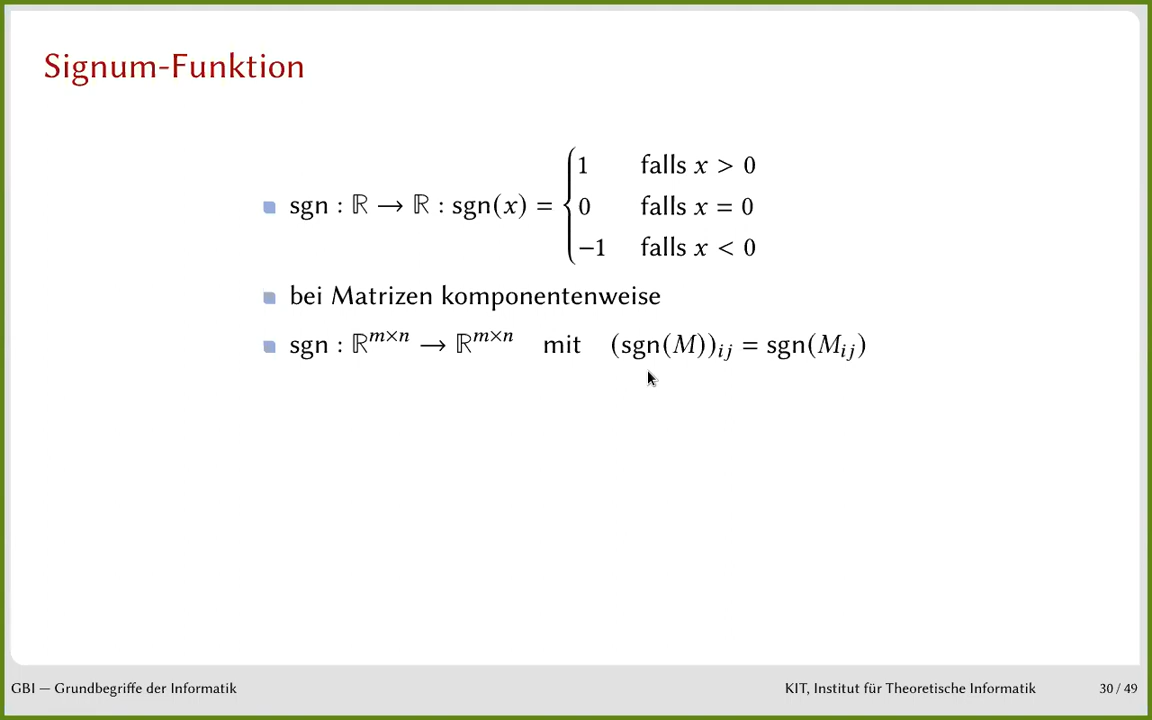 Signum-Funktion
1 falls x > 0
sgn : ℝ → ℝ : sgn(x) = { 0 falls x = 0
−1 falls x < 0
bei Matrizen komponentenweise
sgn : ℝ^{m×n} → ℝ^{m×n} mit (sgn(M))_{ij} = sgn(M_{ij})
GBI — Grundbegriffe der Informatik KIT, Institut für Theoretische Informatik 30 / 49